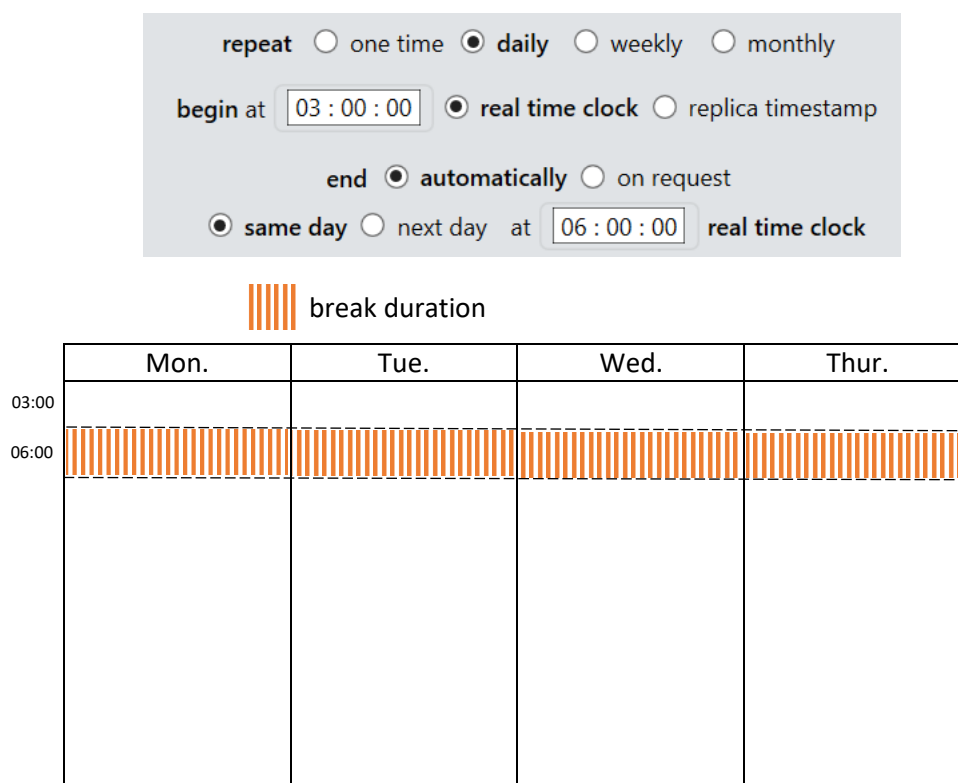 repeat one time daily weekly monthly
begin at 03 : 00 : 00 real time clock replica timestamp
end automatically on request
same day next day at 06 : 00 : 00 real time clock
break duration
Mon. Tue. Wed. Thur.
03:00
06:00